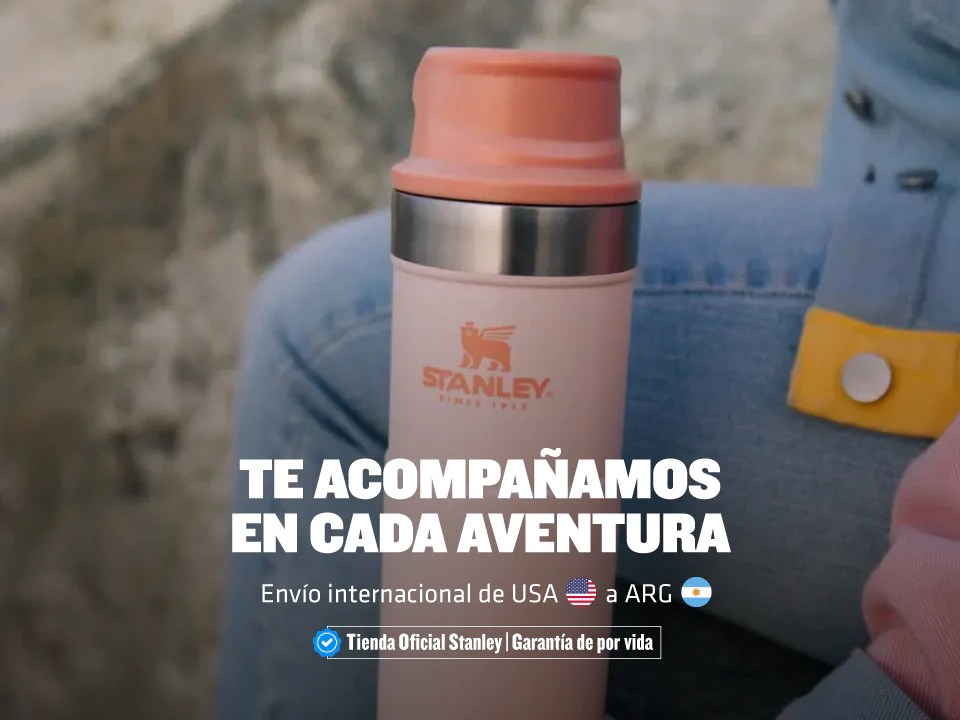 STANLEY
SINCE 1913
TE ACOMPAÑAMOS
EN CADA AVENTURA
Envío internacional de USA a ARG
Tienda Oficial Stanley | Garantía de por vida